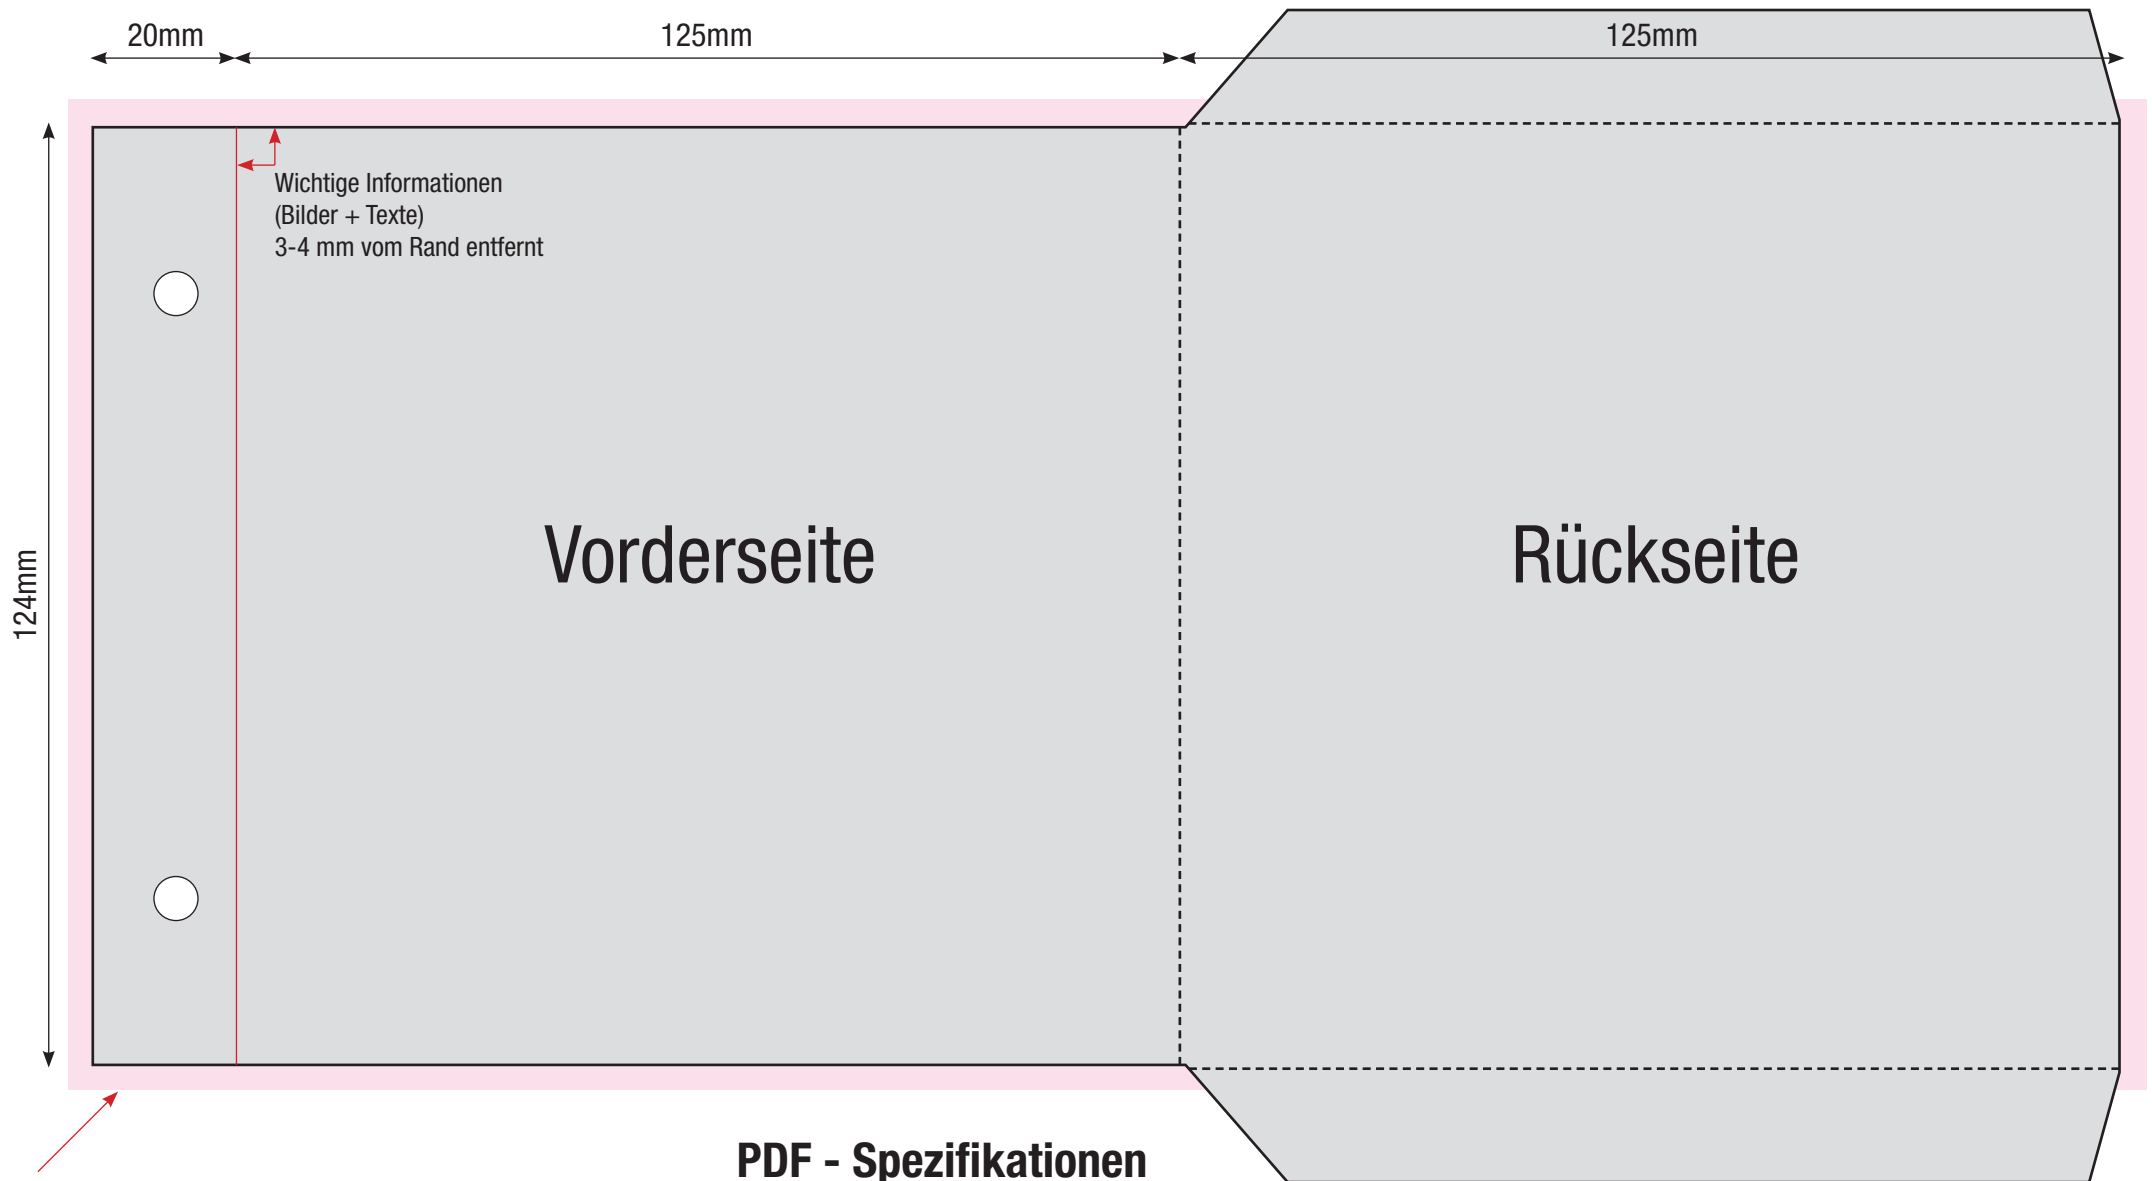 20mm
125mm
125mm
Wichtige Informationen
(Bilder + Texte)
3-4 mm vom Rand entfernt
124mm
Vorderseite
Rückseite
PDF - Spezifikationen